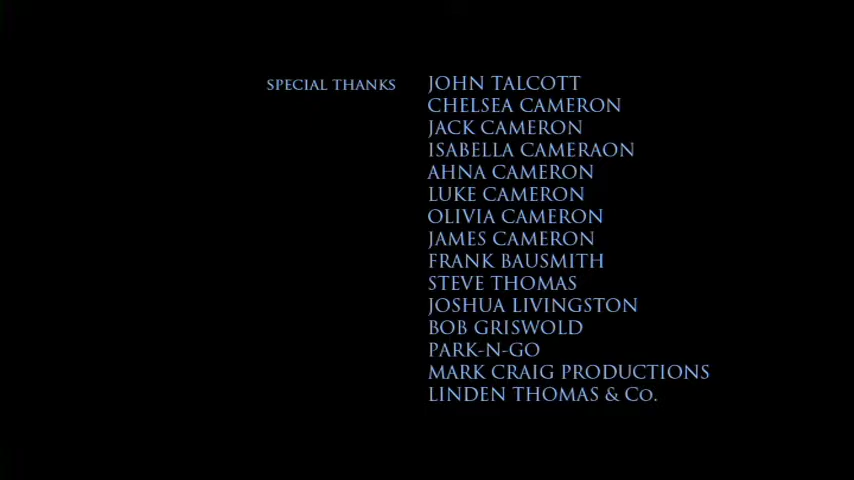 SPECIAL THANKS JOHN TALCOTT
CHELSEA CAMERON
JACK CAMERON
ISABELLA CAMERAON
AHNA CAMERON
LUKE CAMERON
OLIVIA CAMERON
JAMES CAMERON
FRANK BAUSMITH
STEVE THOMAS
JOSHUA LIVINGSTON
BOB GRISWOLD
PARK-N-GO
MARK CRAIG PRODUCTIONS
LINDEN THOMAS & Co.